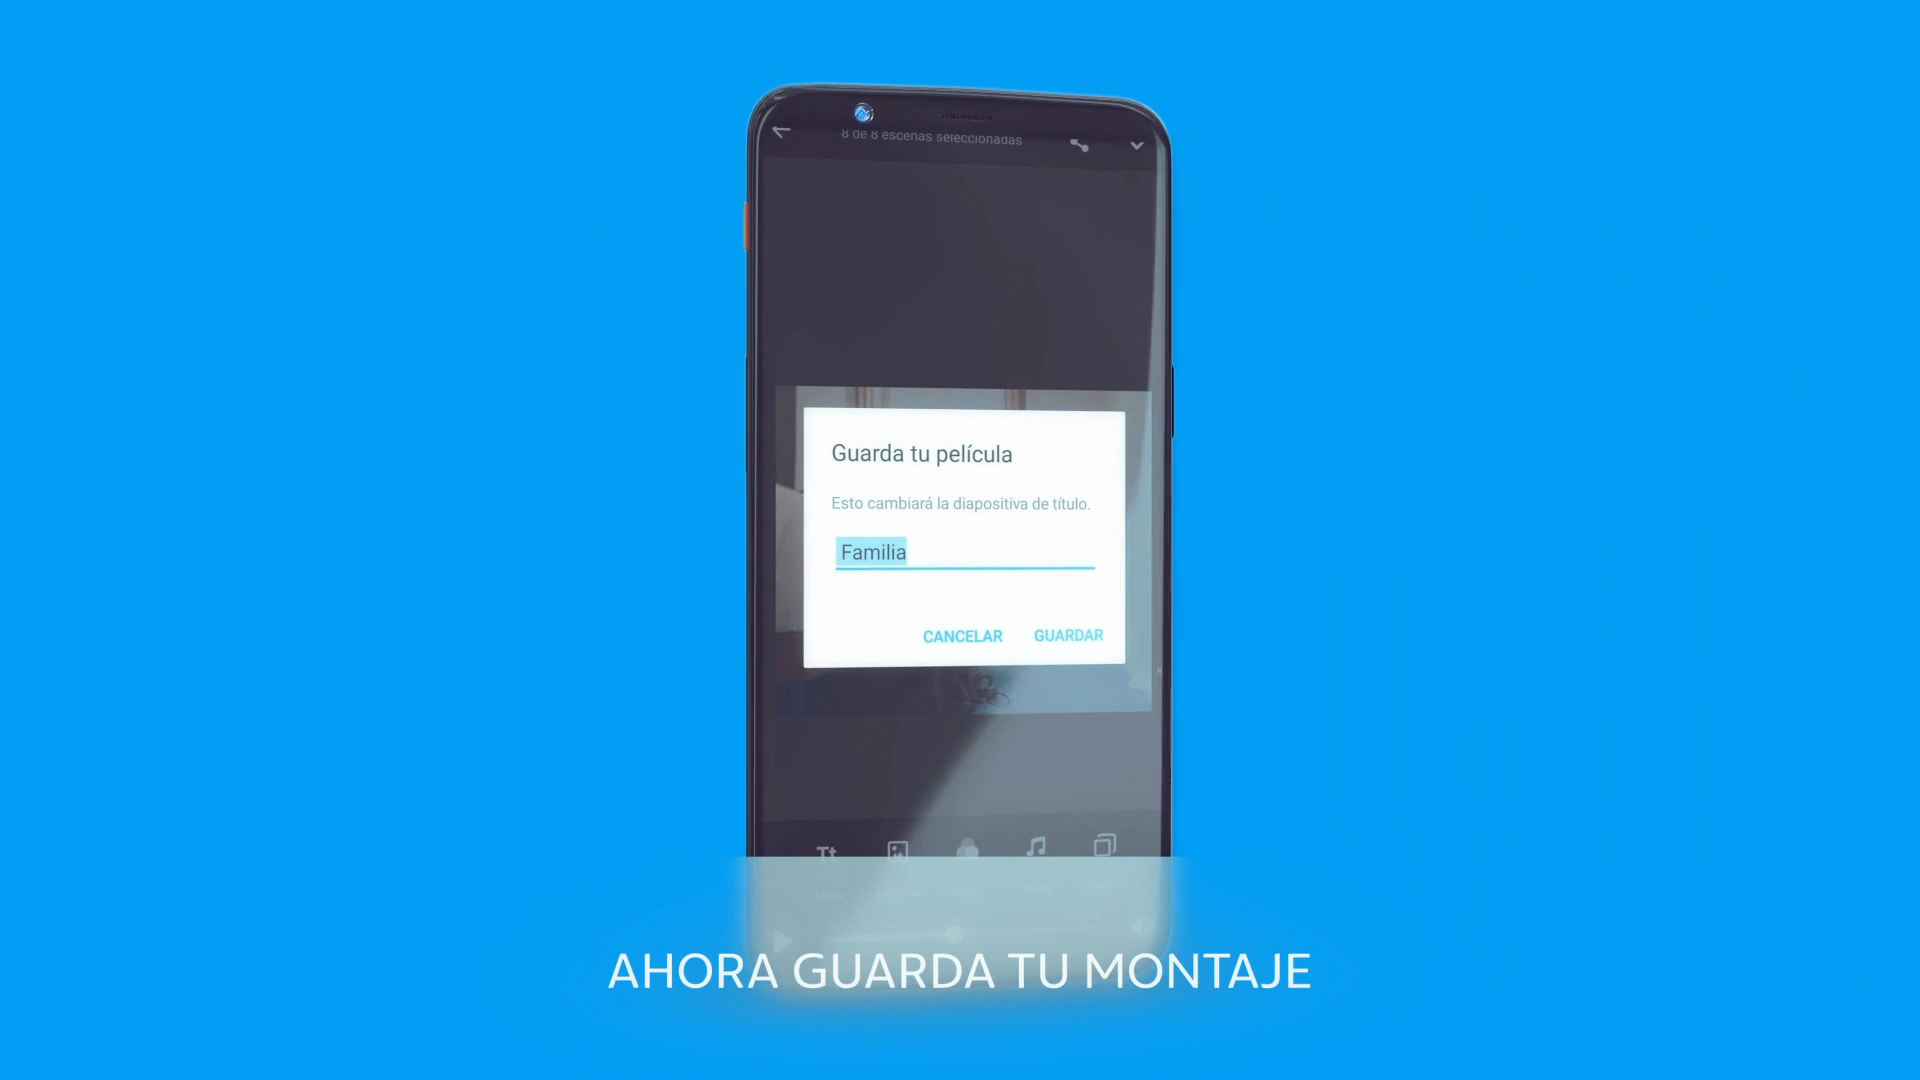 8 de 8 escenas seleccionadas
Guarda tu película
Esto cambiará la diapositiva de título.
Familia
CANCELAR GUARDAR
Tt
AHORA GUARDA TU MONTAJE